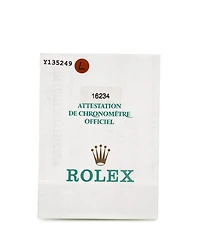 Y135249 L
16234
ATTESTATION
DE CHRONOMÈTRE
OFFICIEL
ROLEX